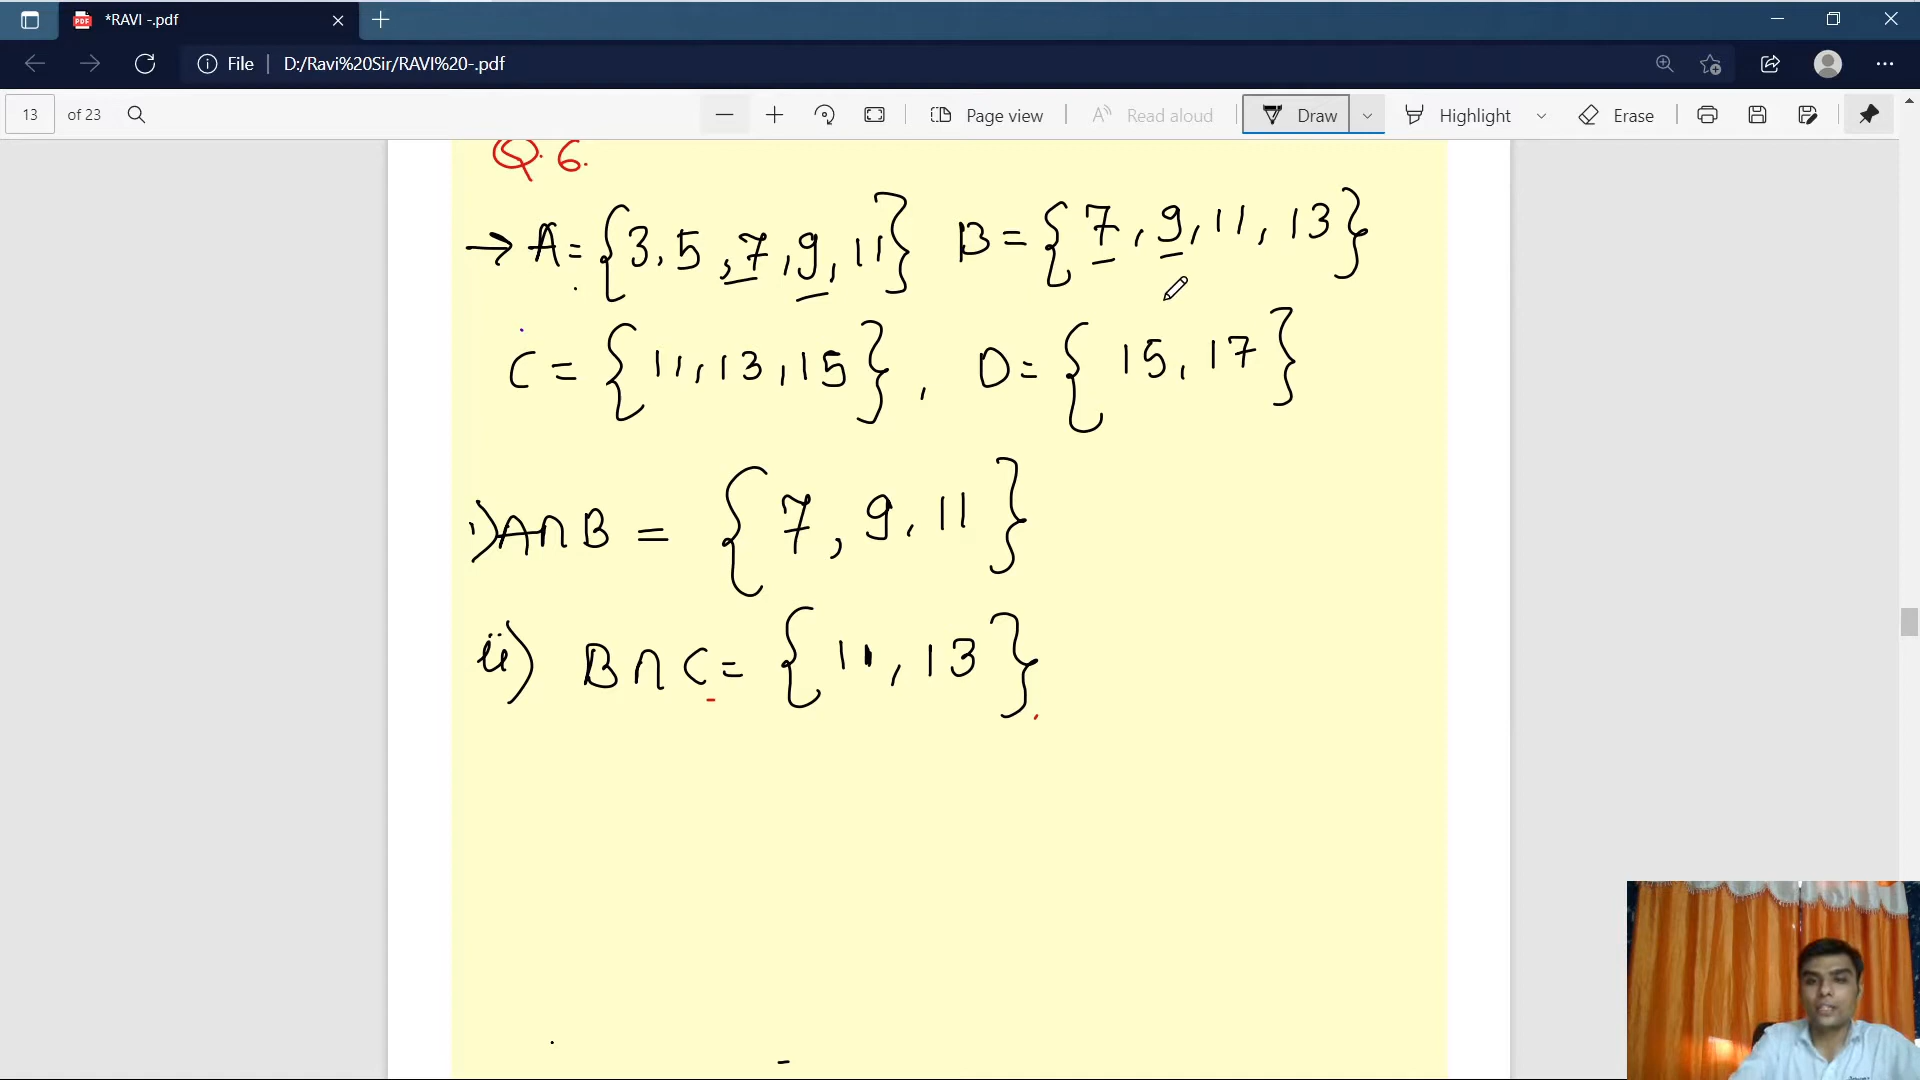 *RAVI -.pdf
File D:/Ravi%20Sir/RAVI%20-.pdf
13 of 23 Page view Read aloud Draw Highlight Erase
Q. 6.
→ A = {3, 5, 7, 9, 11} B = {7, 9, 11, 13}
C = {11, 13, 15}, D = {15, 17}
i) A∩B = {7, 9, 11}
ii) B∩C = {11, 13}.